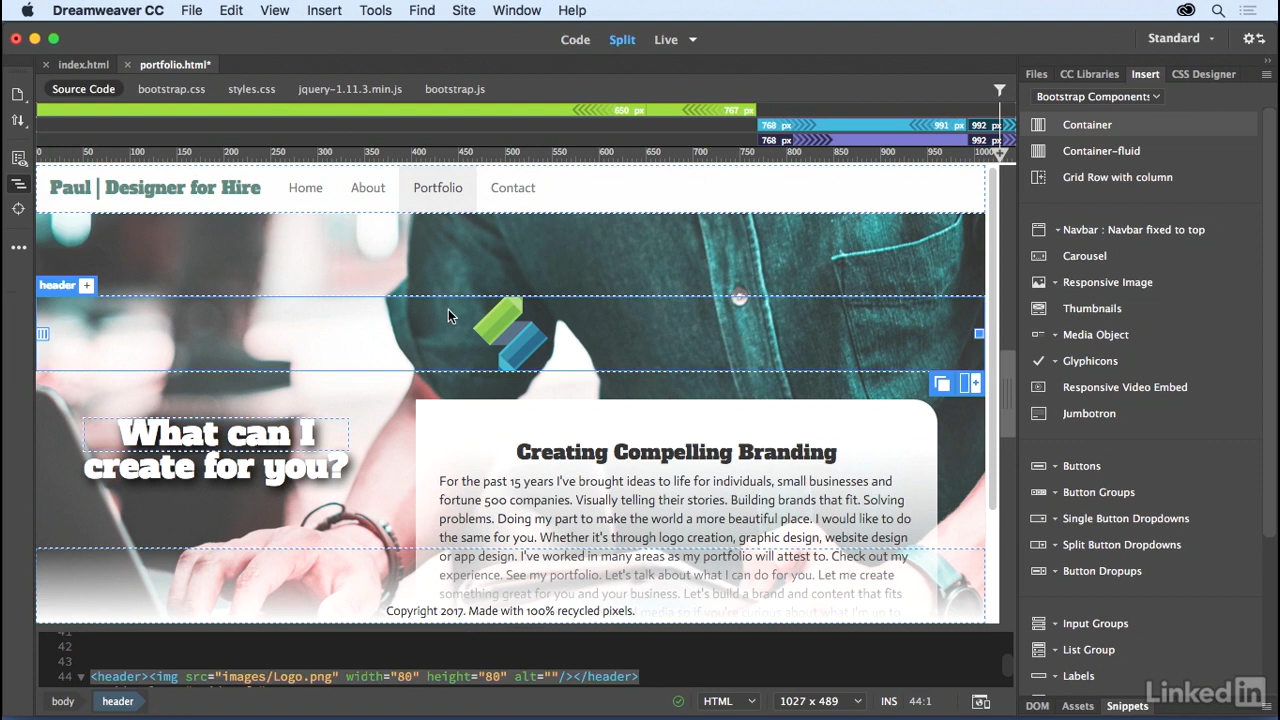 Dreamweaver CC File Edit View Insert Tools Find Site Window Help
Code Split Live Standard
index.html portfolio.html*
Files CC Libraries Insert CSS Designer
Source Code bootstrap.css styles.css jquery-1.11.3.min.js bootstrap.js
Bootstrap Components
650 px 767 px
768 px 991 px 992 px
768 px 992 px
0 50 100 150 200 250 300 350 400 450 500 550 600 650 700 750 800 850 900 950 1000
Paul | Designer for Hire Home About Portfolio Contact
header +
What can I
create for you?
Creating Compelling Branding
For the past 15 years I've brought ideas to life for individuals, small businesses and
fortune 500 companies. Visually telling their stories. Building brands that fit. Solving
problems. Doing my part to make the world a more beautiful place. I would like to do
the same for you. Whether it's through logo creation, graphic design, website design
or app design. I've worked in many areas as my portfolio will attest to. Check out my
experience. See my portfolio. Let's talk about what I can do for you. Let me create
something great for you and your business. Let's build a brand and content that fits
Copyright 2017. Made with 100% recycled pixels. media so if you're curious about what I'm up to
Container
Container-fluid
Grid Row with column
Navbar : Navbar fixed to top
Carousel
Responsive Image
Thumbnails
Media Object
Glyphicons
Responsive Video Embed
Jumbotron
Buttons
Button Groups
Single Button Dropdowns
Split Button Dropdowns
Button Dropups
Input Groups
List Group
Labels
41
42
43
44 <header><img src="images/Logo.png" width="80" height="80" alt=""/></header>
body header HTML 1027 x 489 INS 44:1
DOM Assets Snippets
LinkedIn